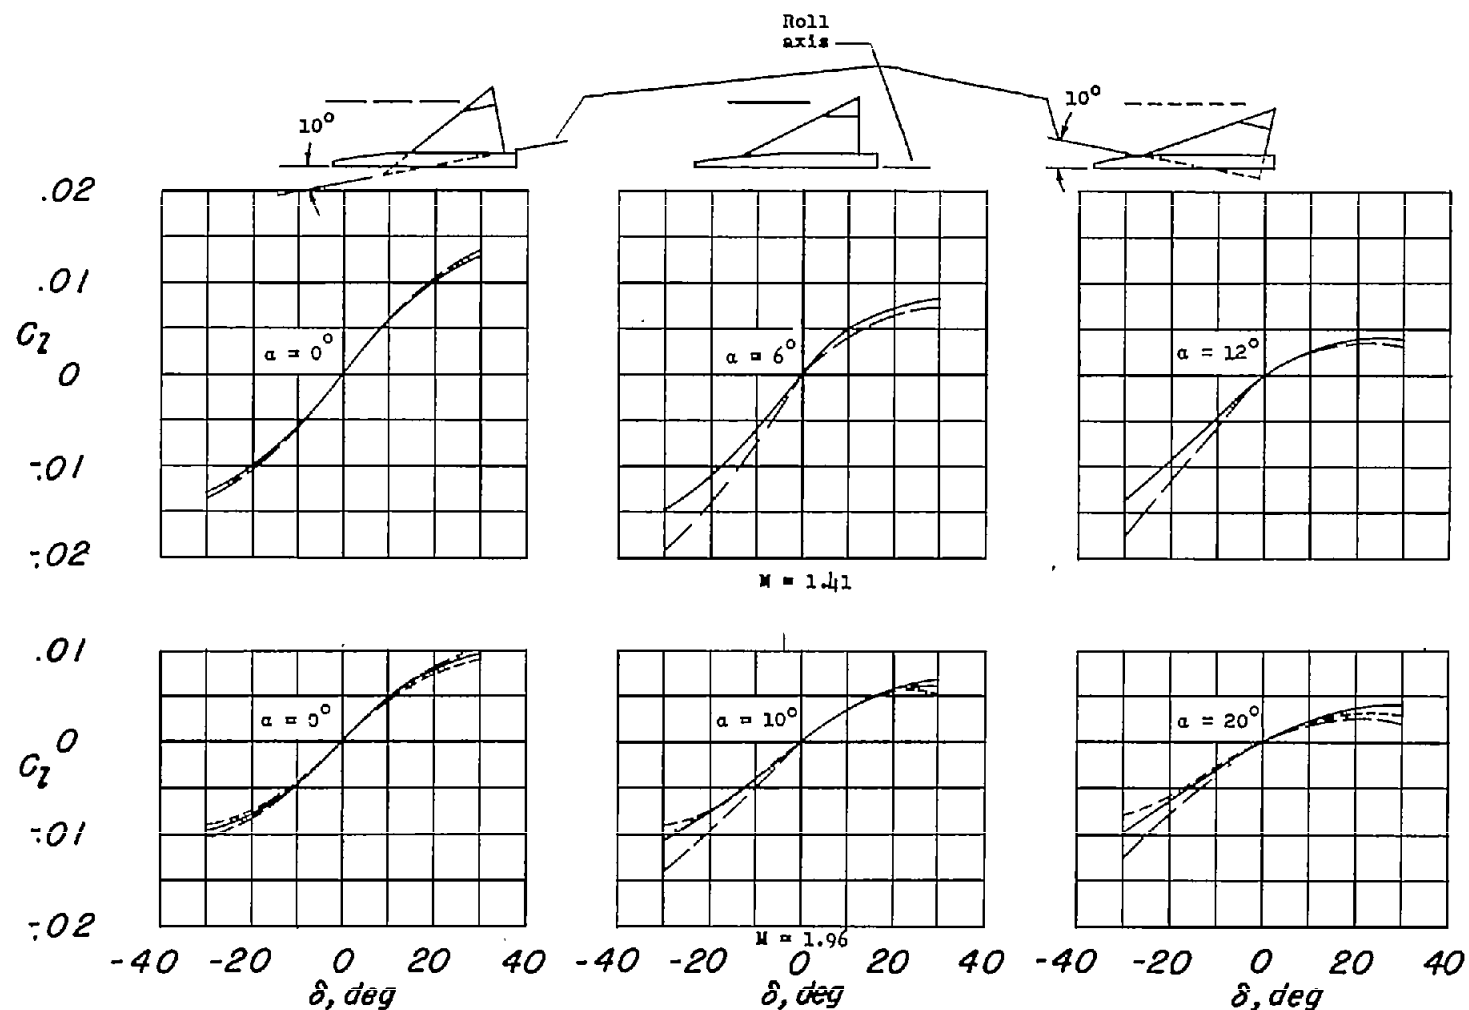 Roll
axis
10°
10°
.02
.01
C_l
0
-.01
-.02
α = 0°
α = 6°
α = 12°
M = 1.41
.01
0
C_l
-.01
-.02
α = 0°
α = 10°
α = 20°
M = 1.96
-40 -20 0 20 40 -40 -20 0 20 40 -40 -20 0 20 40
δ, deg δ, deg δ, deg